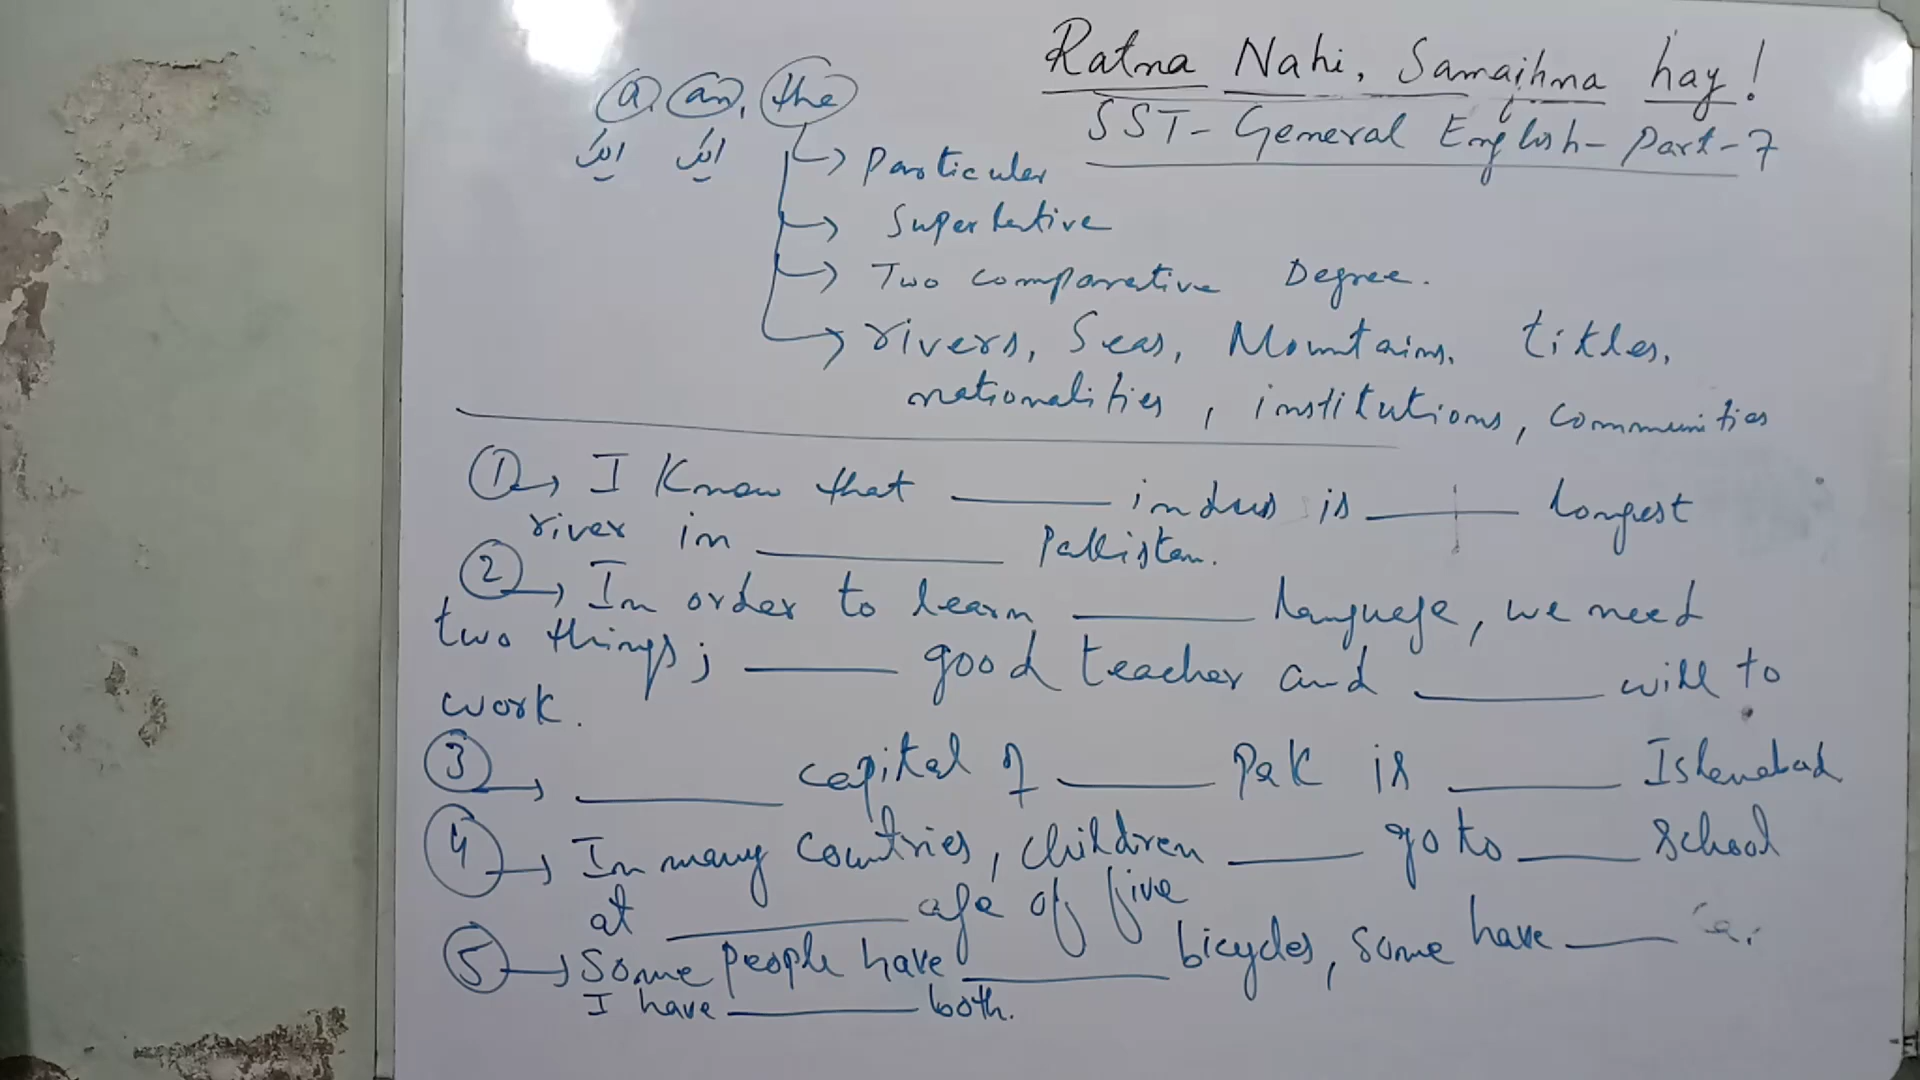 Ratna Nahi, Samajhna hay!
SST- General English- Part-7
a, an, the
ایک ایک
Particular
Superlative
Two comparative Degree.
rivers, Seas, Mountains, titles,
nationalities, institutions, communities
1 → I Know that ____ indus is ____ longest
river in ____ Pakistan.
2 → In order to learn ____ language, we need
two things; ____ good teacher and ____ will to
work.
3 → ____ capital of ____ Pak is ____ Islamabad
4 → In many countries, children ____ go to ____ school
at ____ age of five
5 → Some people have ____ bicycles, some have ____
I have ____ both.